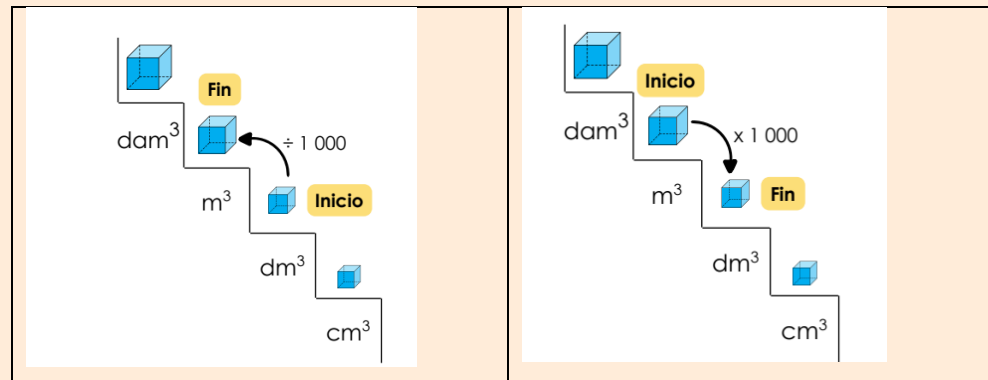 Fin
dam³
÷ 1 000
m³
Inicio
dm³
cm³
Inicio
dam³
x 1 000
m³
Fin
dm³
cm³